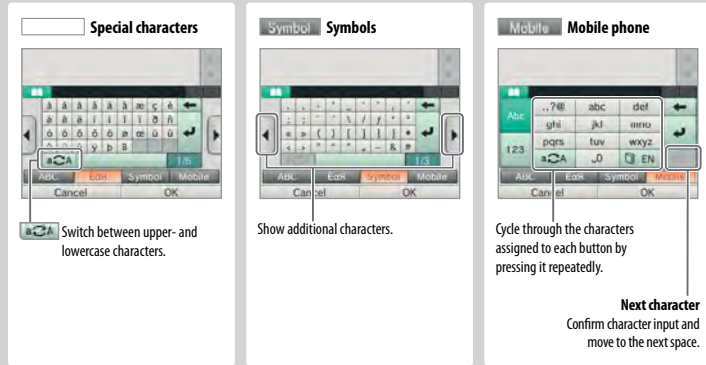 Special characters
à á â ä ã å æ ç è
é ê ë ì í î ï ð ñ
ò ó ô ö õ ø œ ù ú
a A
1/6
ABC
Symbol
Mobile
Cancel
OK
a A Switch between upper- and
lowercase characters.
Symbol Symbols
1/3
ABC
Symbol
Mobile
Cancel
OK
Show additional characters.
Mobile Mobile phone
Abc
.,?@ abc def
ghi jkl mno
123
pqrs tuv wxyz
a A EN
ABC
Symbol
Mobile
Cancel
OK
Cycle through the characters
assigned to each button by
pressing it repeatedly.
Next character
Confirm character input and
move to the next space.